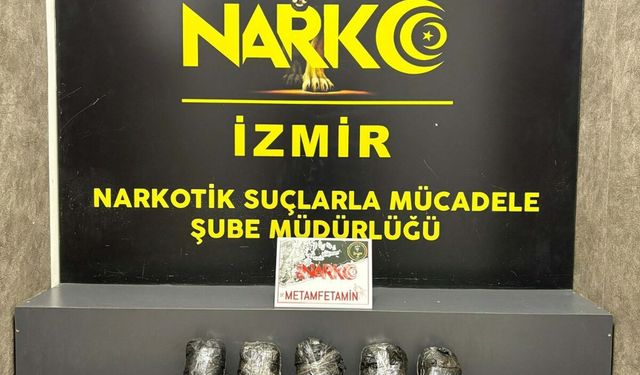 NARKO
İZMİR
NARKOTİK SUÇLARLA MÜCADELE
ŞUBE MÜDÜRLÜĞÜ
NARKO
METAMFETAMİN